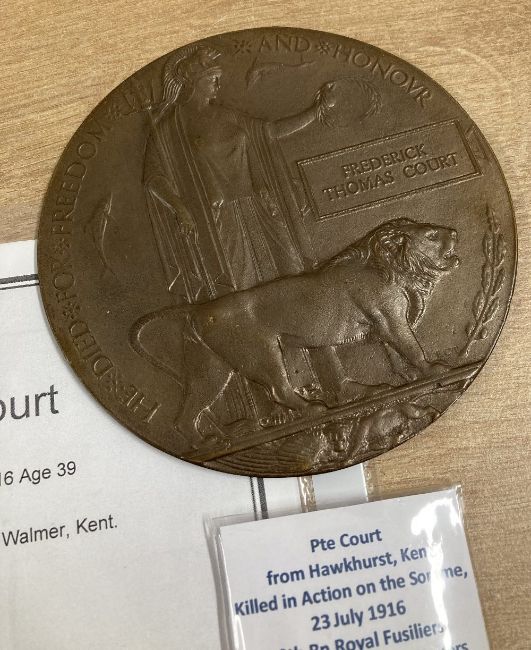 HE DIED FOR FREEDOM AND HONOVR
FREDERICK
THOMAS COURT
ourt
16 Age 39
Walmer, Kent.
Pte Court
from Hawkhurst, Kent
Killed in Action on the Somme,
23 July 1916
Bn Royal Fusiliers